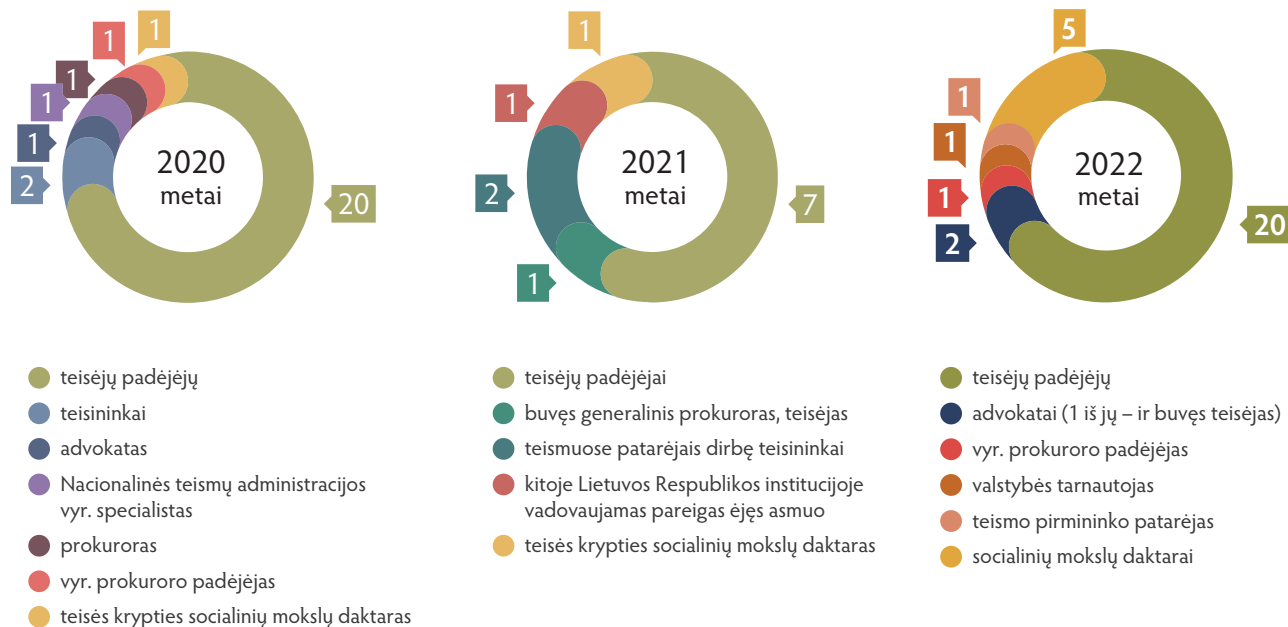 1
1
1
1
1
2
20
2020
metai
teisėjų padėjėjų
teisininkai
advokatas
Nacionalinės teismų administracijos
vyr. specialistas
prokuroras
vyr. prokuroro padėjėjas
teisės krypties socialinių mokslų daktaras
1
1
2
1
7
2021
metai
teisėjų padėjėjai
buvęs generalinis prokuroras, teisėjas
teismuose patarėjais dirbę teisininkai
kitoje Lietuvos Respublikos institucijoje
vadovaujamas pareigas ėjęs asmuo
teisės krypties socialinių mokslų daktaras
5
1
1
1
2
20
2022
metai
teisėjų padėjėjų
advokatai (1 iš jų – ir buvęs teisėjas)
vyr. prokuroro padėjėjas
valstybės tarnautojas
teismo pirmininko patarėjas
socialinių mokslų daktarai